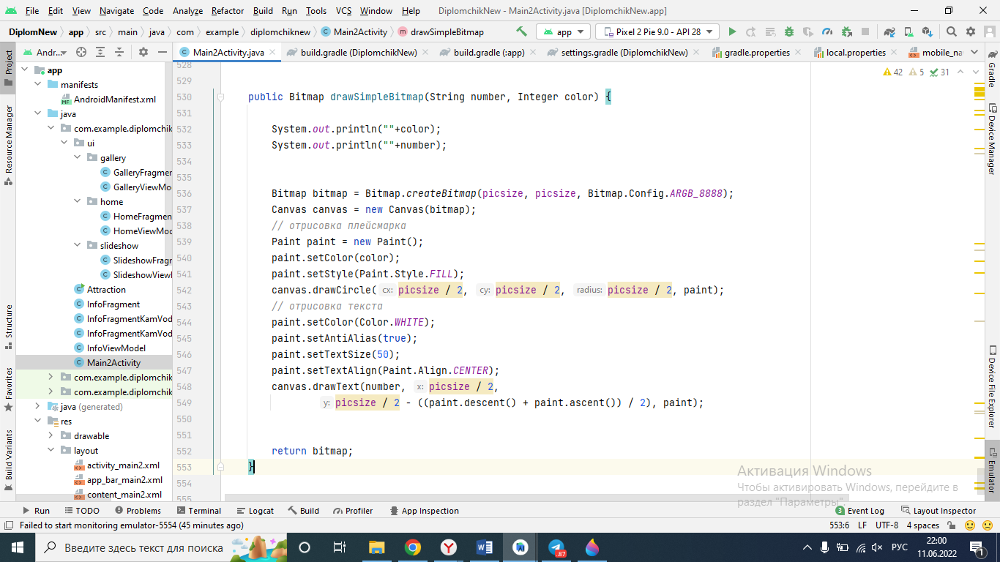 File Edit View Navigate Code Analyze Refactor Build Run Tools VCS Window Help DiplomchikNew - Main2Activity.java [DiplomchikNew.app]
DiplomNew app src main java com example diplomchiknew Main2Activity drawSimpleBitmap app Pixel 2 Pie 9.0 - API 28
Andr... Main2Activity.java build.gradle (DiplomchikNew) build.gradle (:app) settings.gradle (DiplomchikNew) gradle.properties local.properties mobile_na
Project
Resource Manager
Structure
Favorites
Build Variants
app
manifests
AndroidManifest.xml
java
com.example.diplomchik
ui
gallery
GalleryFragmen
GalleryViewMo
home
HomeFragmen
HomeViewMod
slideshow
SlideshowFragr
SlideshowViewI
Attraction
InfoFragment
InfoFragmentKamVod
InfoFragmentKamVod
InfoViewModel
Main2Activity
com.example.diplomchik
com.example.diplomchik
java (generated)
res
drawable
layout
activity_main2.xml
app_bar_main2.xml
content_main2.xml
42 5 31
528
529
530 public Bitmap drawSimpleBitmap(String number, Integer color) {
531
532 System.out.println(""+color);
533 System.out.println(""+number);
534
535
536 Bitmap bitmap = Bitmap.createBitmap(picsize, picsize, Bitmap.Config.ARGB_8888);
537 Canvas canvas = new Canvas(bitmap);
538 // отрисовка плейсмарка
539 Paint paint = new Paint();
540 paint.setColor(color);
541 paint.setStyle(Paint.Style.FILL);
542 canvas.drawCircle( cx: picsize / 2, cy: picsize / 2, radius: picsize / 2, paint);
543 // отрисовка текста
544 paint.setColor(Color.WHITE);
545 paint.setAntiAlias(true);
546 paint.setTextSize(50);
547 paint.setTextAlign(Paint.Align.CENTER);
548 canvas.drawText(number, x: picsize / 2,
549 y: picsize / 2 - ((paint.descent() + paint.ascent()) / 2), paint);
550
551
552 return bitmap;
553 }
554
555
Gradle
Device Manager
Device File Explorer
Emulator
Активация Windows
Чтобы активировать Windows, перейдите в
раздел "Параметры".
Run TODO Problems Terminal Logcat Build Profiler App Inspection 3 Event Log Layout Inspector
Failed to start monitoring emulator-5554 (45 minutes ago) 553:6 LF UTF-8 4 spaces
Введите здесь текст для поиска .87 РУС 22:00
11.06.2022 1